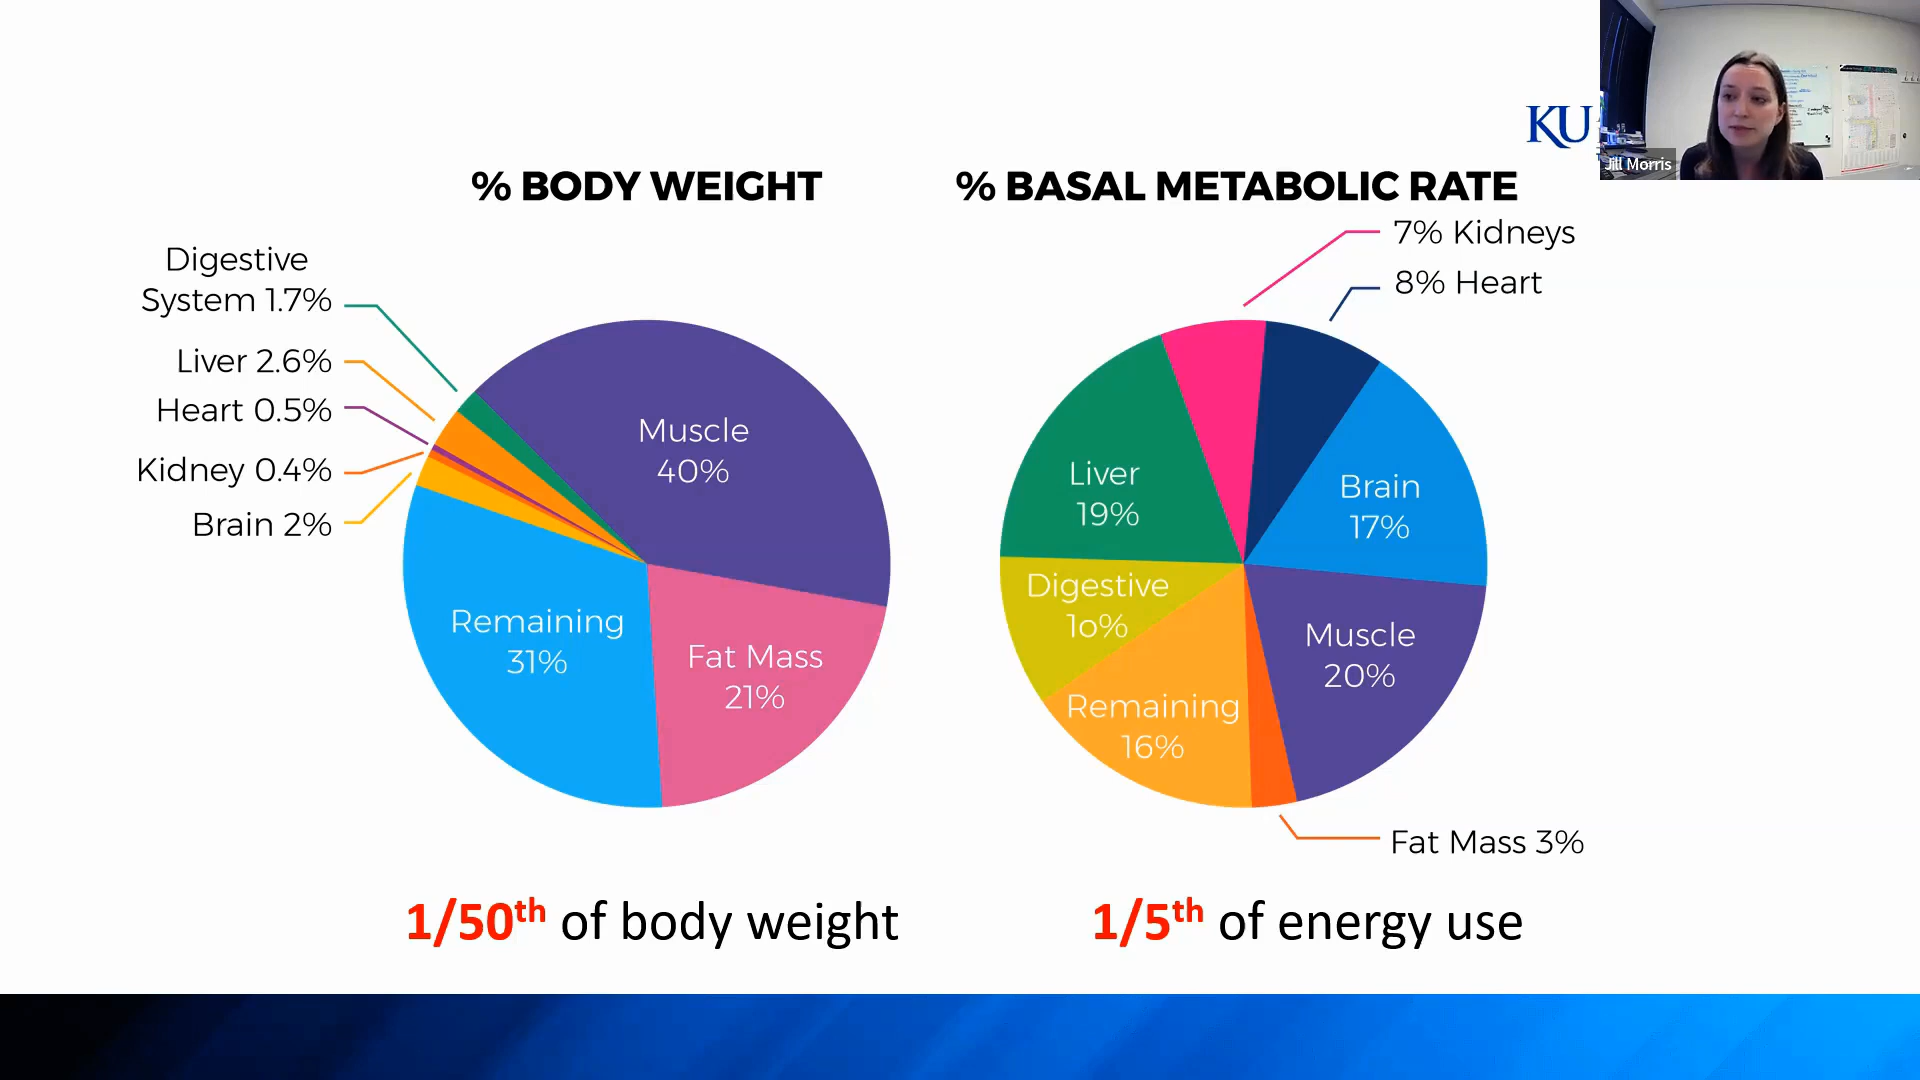 KU
Jill Morris
% BODY WEIGHT
Digestive
System 1.7%
Liver 2.6%
Heart 0.5%
Kidney 0.4%
Brain 2%
Muscle
40%
Remaining
31%
Fat Mass
21%
1/50th of body weight
% BASAL METABOLIC RATE
7% Kidneys
8% Heart
Liver
19%
Brain
17%
Digestive
1o%
Muscle
20%
Remaining
16%
Fat Mass 3%
1/5th of energy use